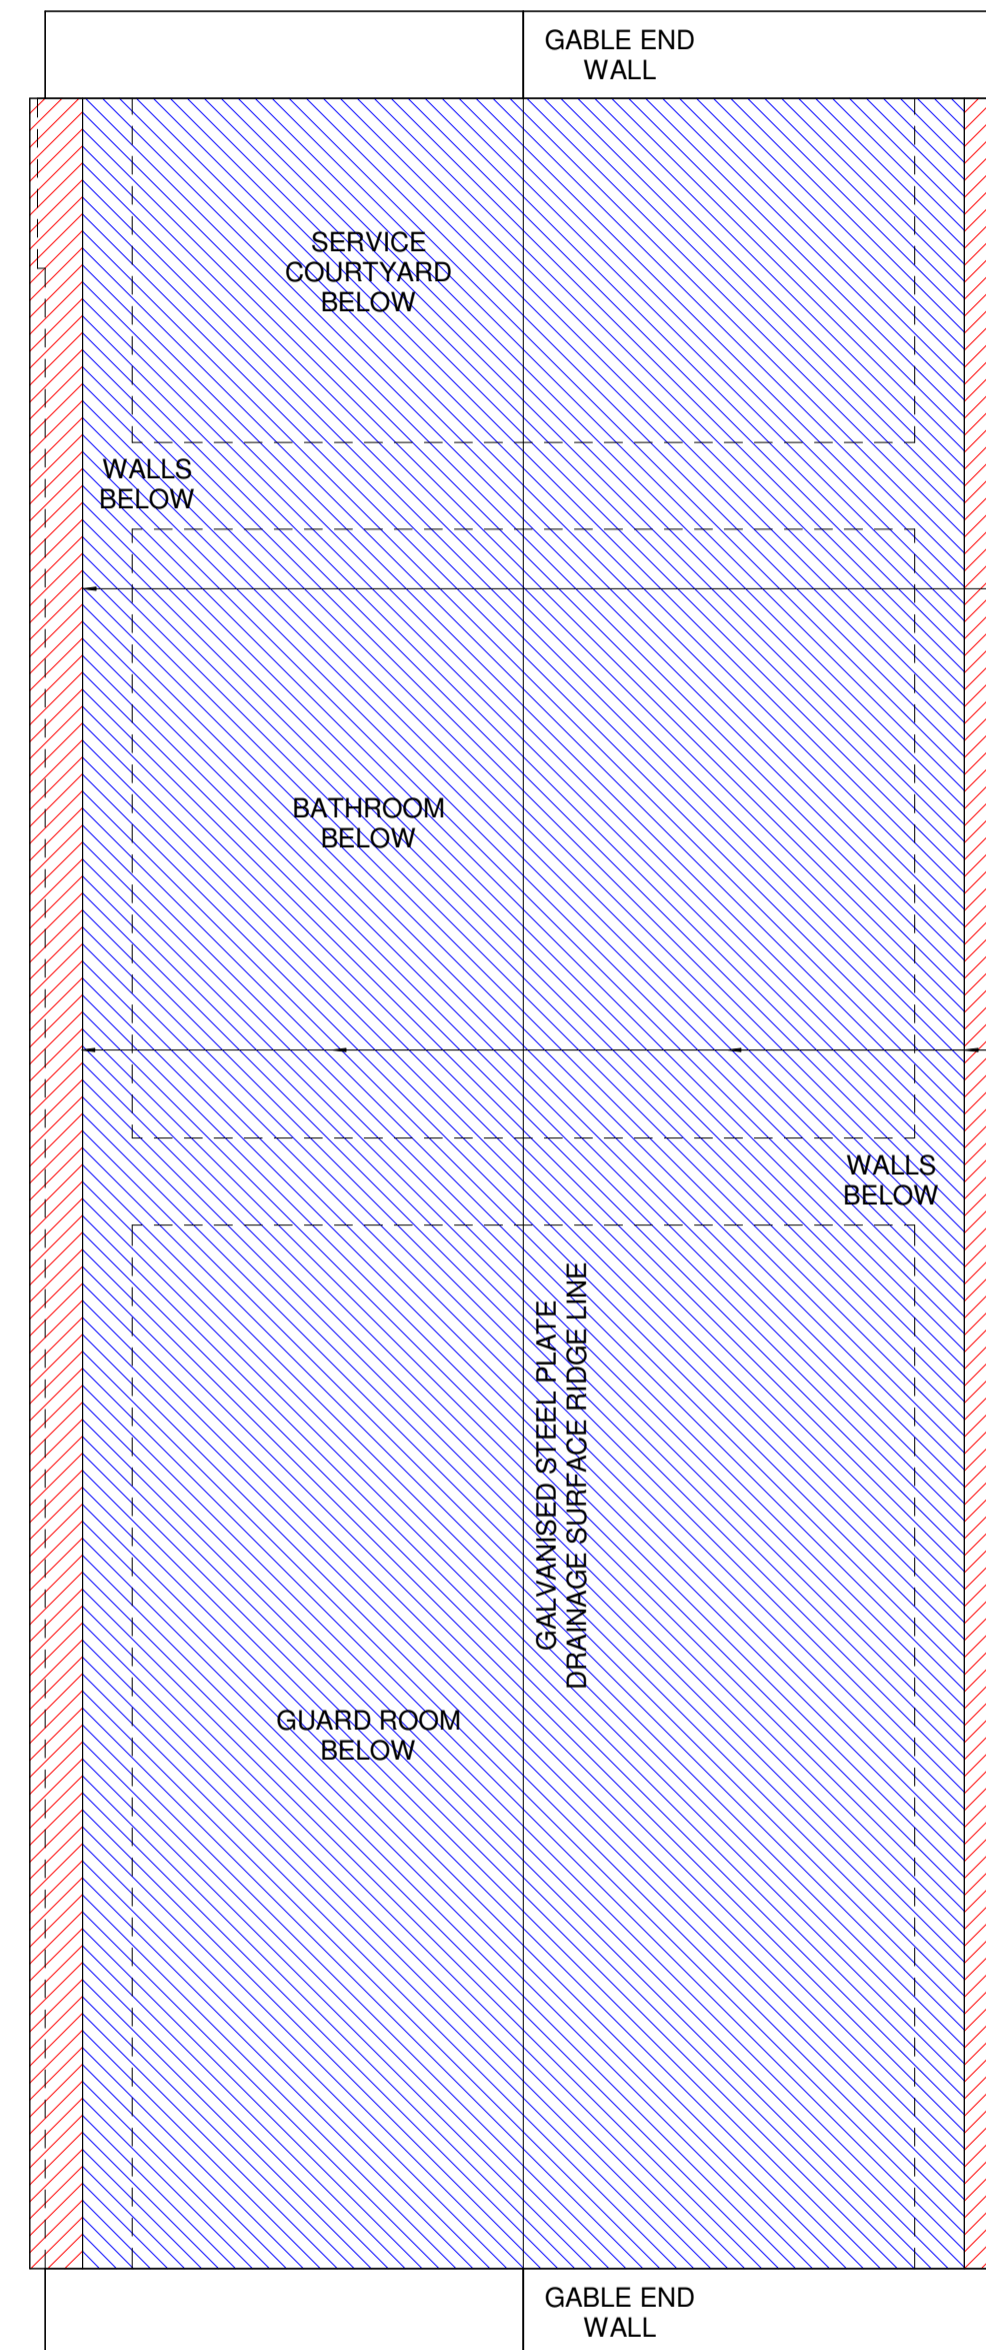 GABLE END
WALL
SERVICE
COURTYARD
BELOW
WALLS
BELOW
BATHROOM
BELOW
WALLS
BELOW
GALVANISED STEEL PLATE
DRAINAGE SURFACE RIDGE LINE
GUARD ROOM
BELOW
GABLE END
WALL